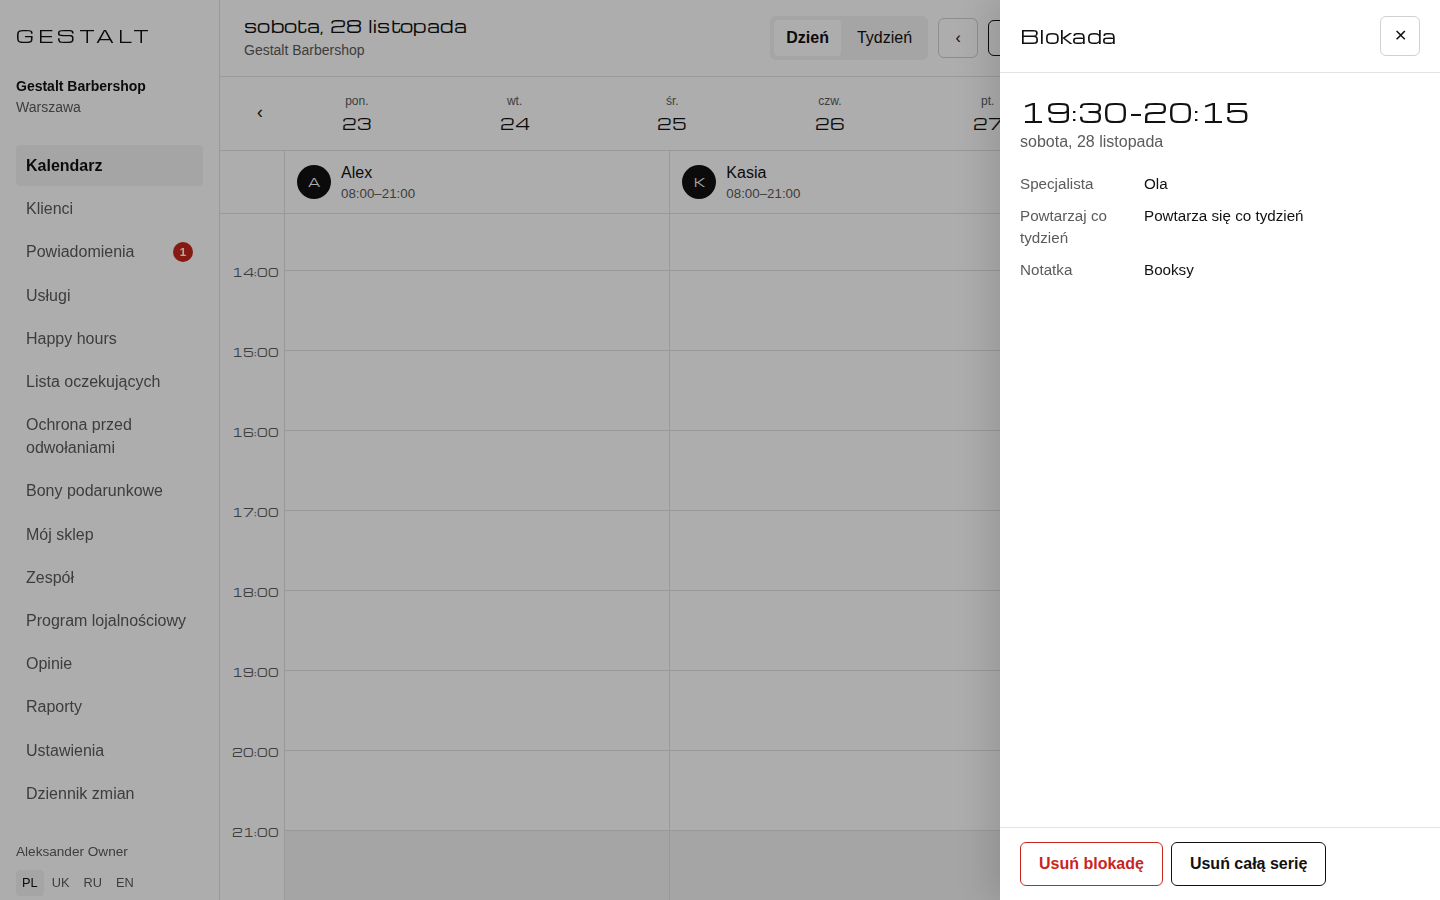 GESTALT
Gestalt Barbershop
Warszawa
Kalendarz
Klienci
Powiadomienia 1
Usługi
Happy hours
Lista oczekujących
Ochrona przed
odwołaniami
Bony podarunkowe
Mój sklep
Zespół
Program lojalnościowy
Opinie
Raporty
Ustawienia
Dziennik zmian
Aleksander Owner
PL UK RU EN
sobota, 28 listopada
Gestalt Barbershop
Dzień Tydzień ‹
‹ pon. wt. śr. czw. pt.
23 24 25 26 27
A Alex
08:00–21:00
K Kasia
08:00–21:00
14:00
15:00
16:00
17:00
18:00
19:00
20:00
21:00
Blokada ✕
19:30–20:15
sobota, 28 listopada
Specjalista Ola
Powtarzaj co Powtarza się co tydzień
tydzień
Notatka Booksy
Usuń blokadę Usuń całą serię